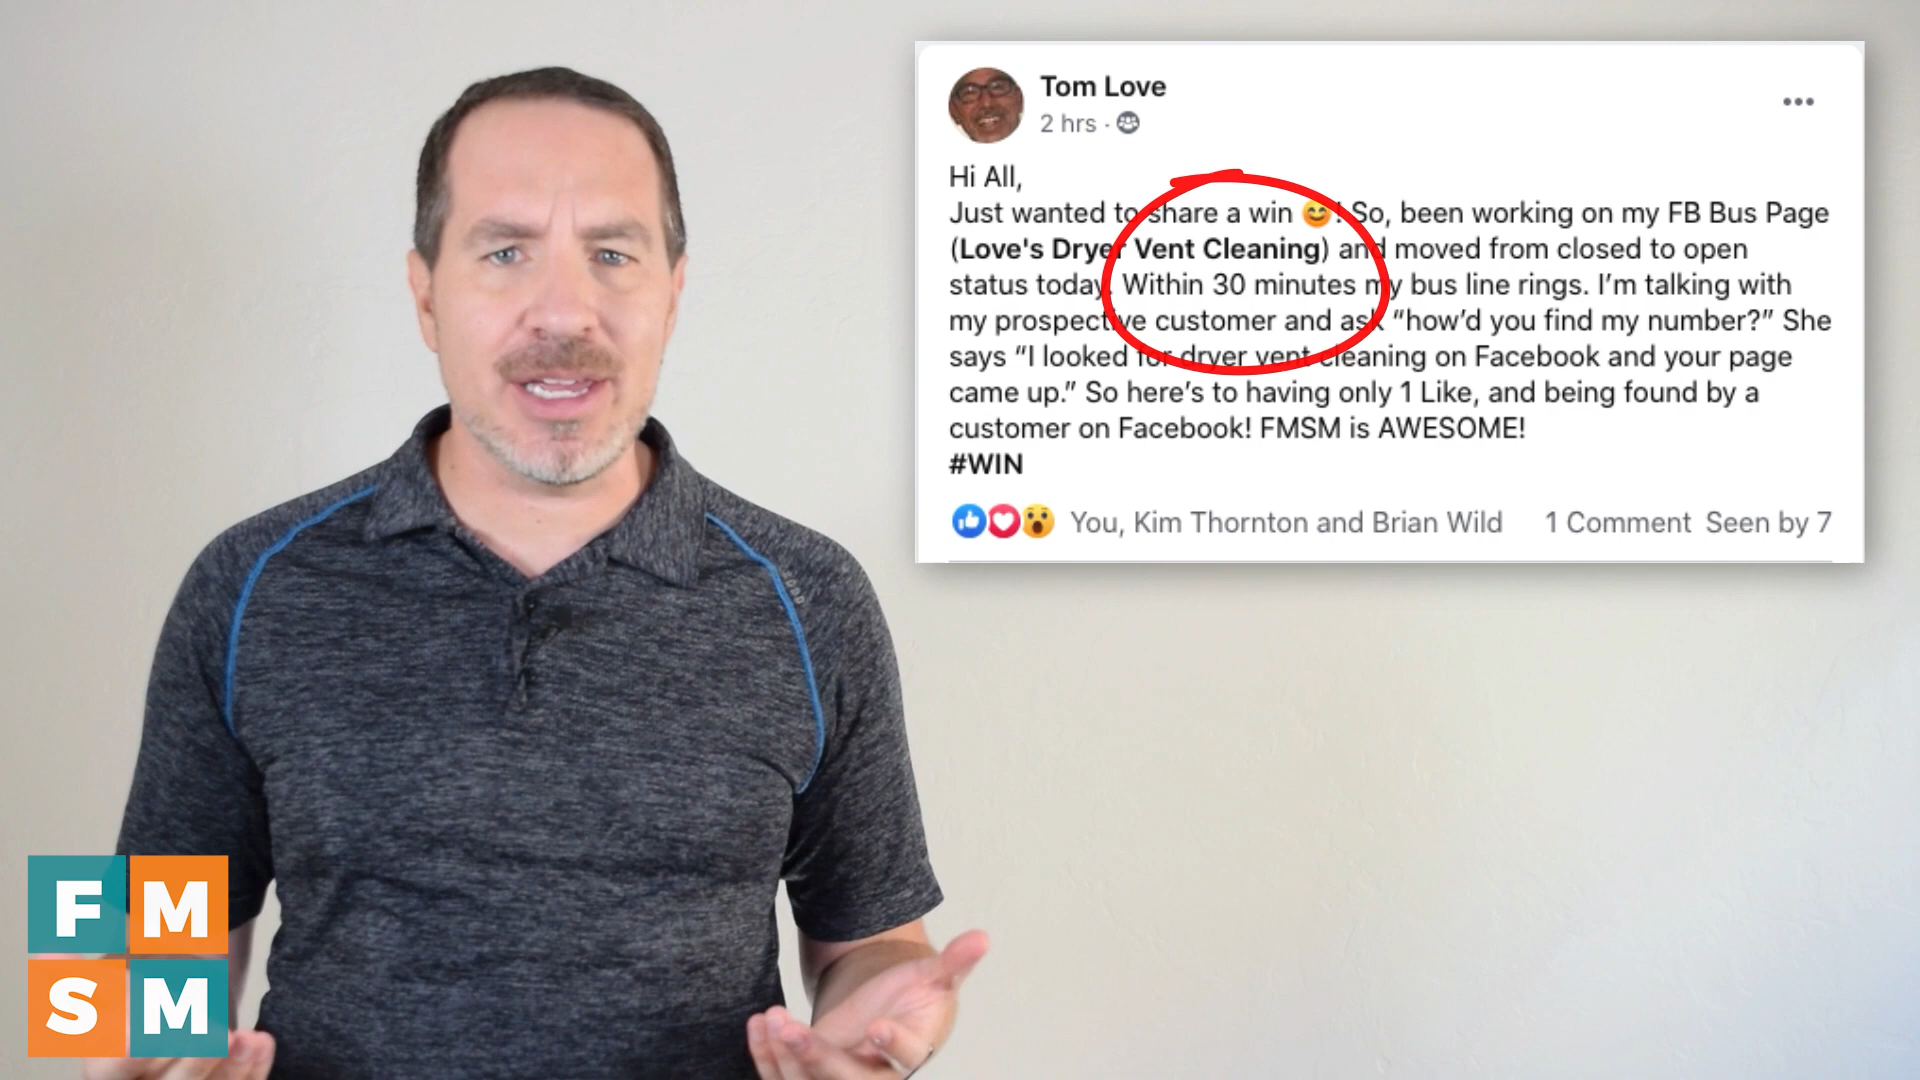 Tom Love
2 hrs ·
Hi All,
Just wanted to share a win 😊! So, been working on my FB Bus Page
(Love's Dryer Vent Cleaning) and moved from closed to open
status today. Within 30 minutes my bus line rings. I’m talking with
my prospective customer and ask “how’d you find my number?” She
says “I looked for dryer vent cleaning on Facebook and your page
came up.” So here’s to having only 1 Like, and being found by a
customer on Facebook! FMSM is AWESOME!
#WIN
You, Kim Thornton and Brian Wild 1 Comment Seen by 7
F M
S M